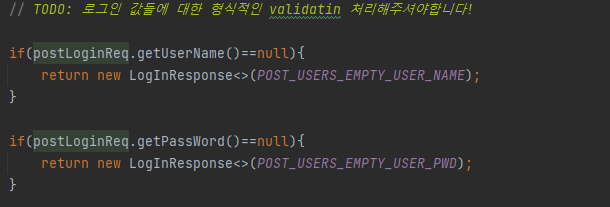 // TODO: 로그인 값들에 대한 형식적인 validatin 처리해주셔야합니다!
if(postLoginReq.getUserName()==null){
return new LogInResponse<>(POST_USERS_EMPTY_USER_NAME);
}
if(postLoginReq.getPassWord()==null){
return new LogInResponse<>(POST_USERS_EMPTY_USER_PWD);
}